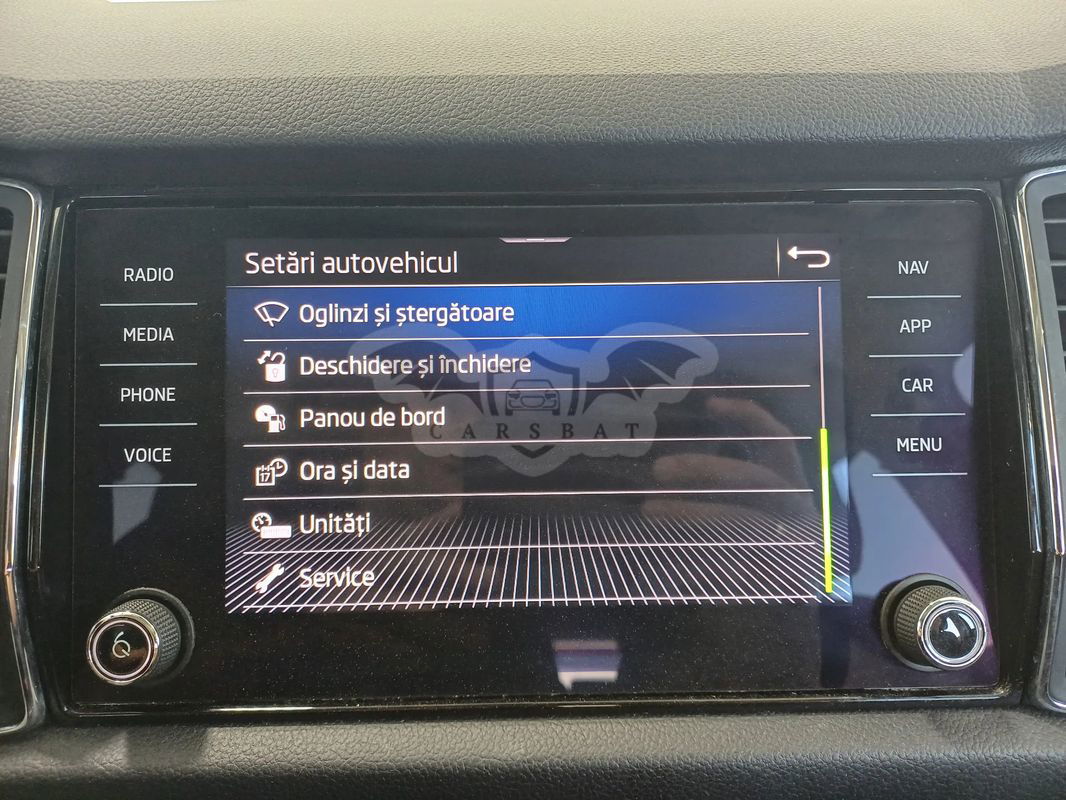 Setări autovehicul
RADIO
MEDIA
PHONE
VOICE
Oglinzi și ștergătoare
Deschidere și închidere
Panou de bord
Ora și data
17
Unități
Service
NAV
APP
CAR
MENU
CARSBAT